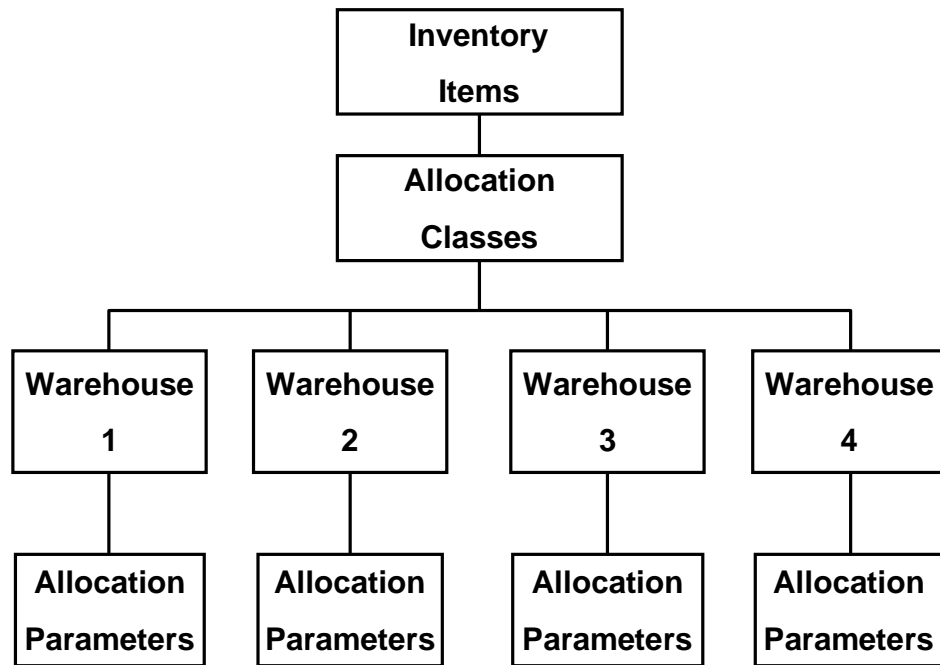 Inventory
Items
Allocation
Classes
Warehouse
1
Warehouse
2
Warehouse
3
Warehouse
4
Allocation
Parameters
Allocation
Parameters
Allocation
Parameters
Allocation
Parameters